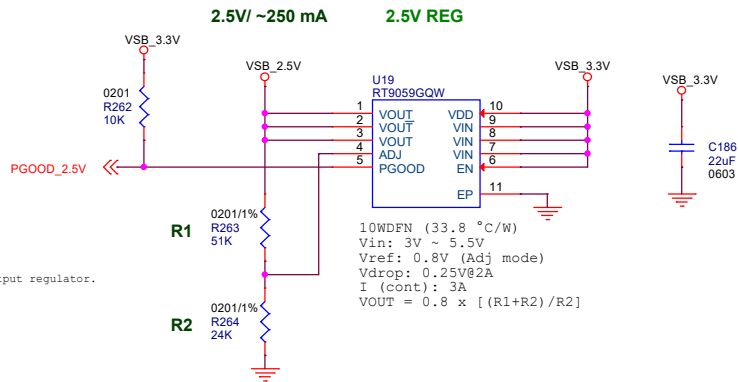 2.5V/ ~250 mA
2.5V REG
VSB_3.3V
VSB_2.5V
VSB_3.3V
VSB_3.3V
U19
RT9059GQW
0201
R262
10K
PGOOD_2.5V
1
2
3
4
5
VOUT
VOUT
VOUT
ADJ
PGOOD
VDD
VIN
VIN
VIN
EN
EP
10
9
8
7
6
11
C186
22uF
0603
R1
0201/1%
R263
51K
10WDFN (33.8 °C/W)
Vin: 3V ~ 5.5V
Vref: 0.8V (Adj mode)
Vdrop: 0.25V@2A
I (cont): 3A
VOUT = 0.8 x [(R1+R2)/R2]
put regulator.
R2
0201/1%
R264
24K